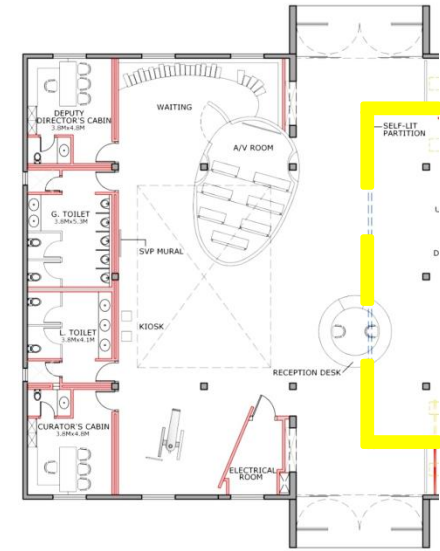 DEPUTY
DIRECTOR'S CABIN
3.8Mx4.8M
WAITING
A/V ROOM
SELF-LIT
PARTITION
G. TOILET
3.8Mx5.3M
SVP MURAL
KIOSK
L. TOILET
3.8Mx4.1M
RECEPTION DESK
CURATOR'S CABIN
3.8Mx4.8M
ELECTRICAL
ROOM